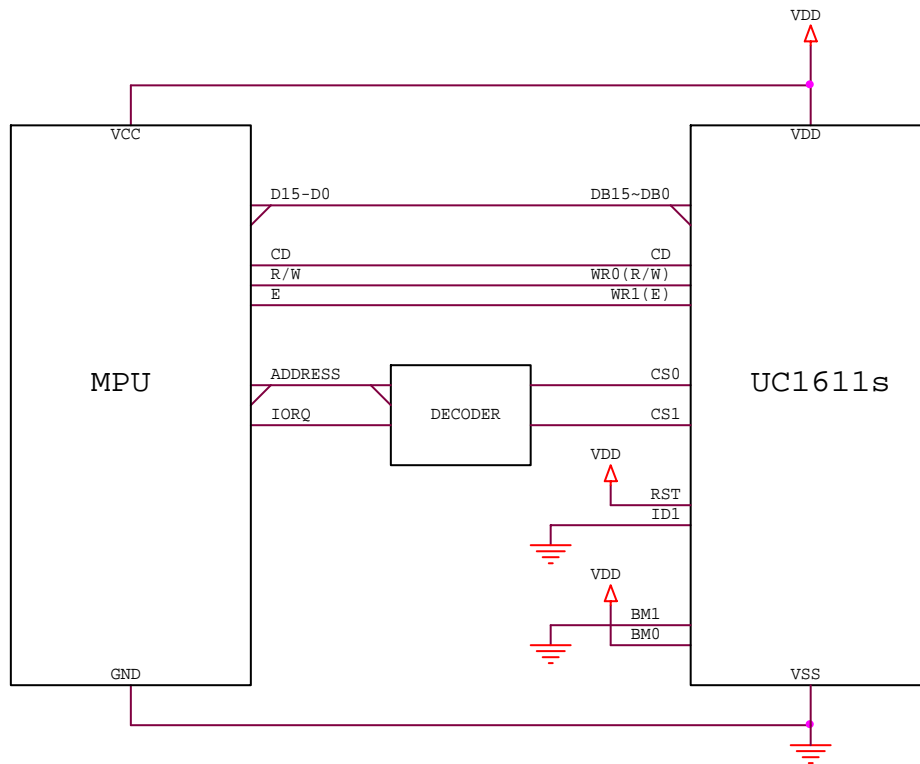 VDD
VCC
VDD
D15-D0 DB15~DB0
CD CD
R/W WR0(R/W)
E WR1(E)
MPU
ADDRESS
IORQ
DECODER
CS0
CS1
UC1611s
VDD
RST
ID1
VDD
BM1
BM0
GND
VSS